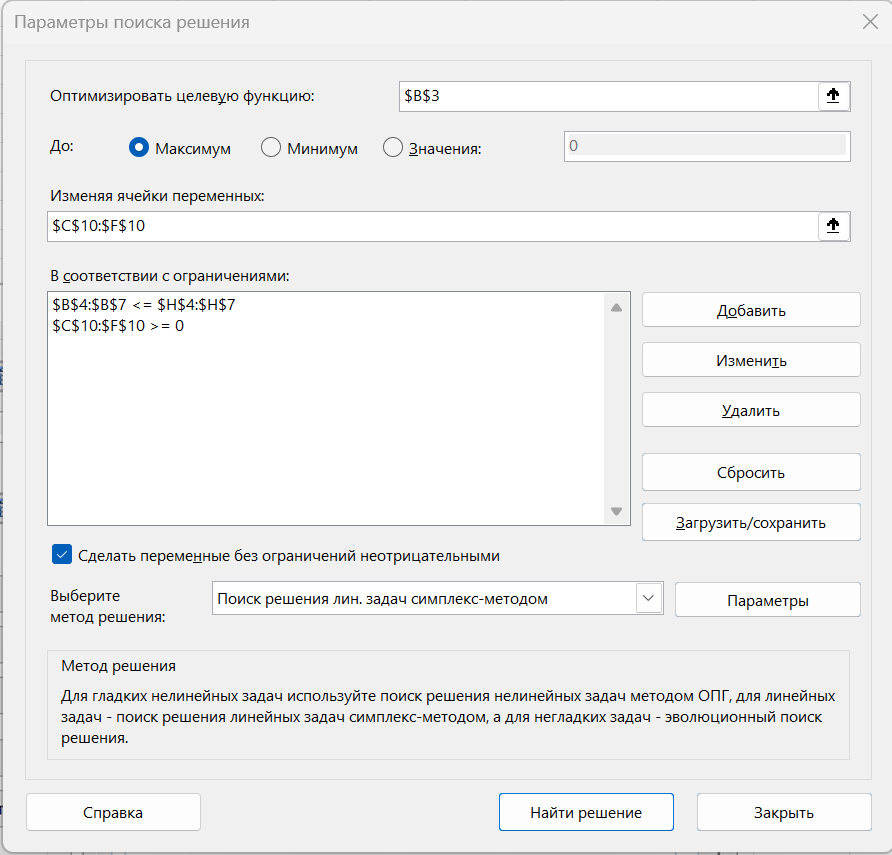 Параметры поиска решения
Оптимизировать целевую функцию:
$B$3
До:
Максимум
Минимум
Значения:
0
Изменяя ячейки переменных:
$C$10:$F$10
В соответствии с ограничениями:
$B$4:$B$7 <= $H$4:$H$7
$C$10:$F$10 >= 0
Добавить
Изменить
Удалить
Сбросить
Загрузить/сохранить
Сделать переменные без ограничений неотрицательными
Выберите
метод решения:
Поиск решения лин. задач симплекс-методом
Параметры
Метод решения
Для гладких нелинейных задач используйте поиск решения нелинейных задач методом ОПГ, для линейных
задач - поиск решения линейных задач симплекс-методом, а для негладких задач - эволюционный поиск
решения.
Справка
Найти решение
Закрыть